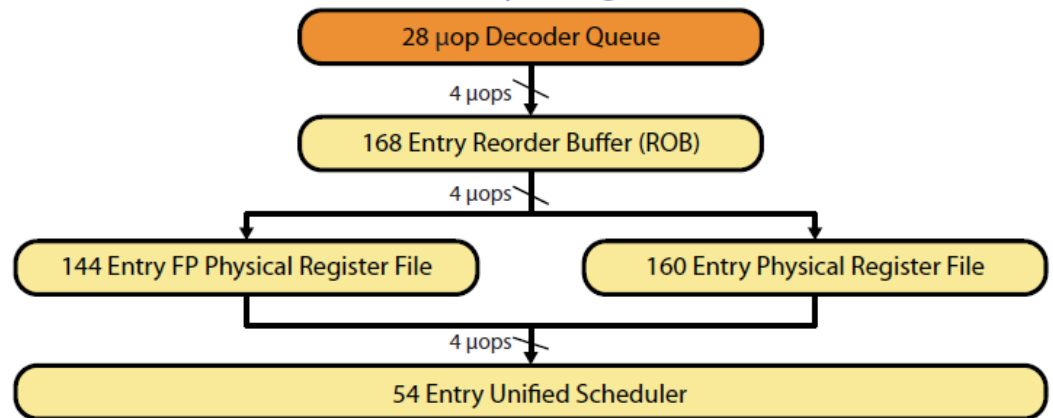 28 μop Decoder Queue
4 μops
168 Entry Reorder Buffer (ROB)
4 μops
144 Entry FP Physical Register File
160 Entry Physical Register File
4 μops
54 Entry Unified Scheduler